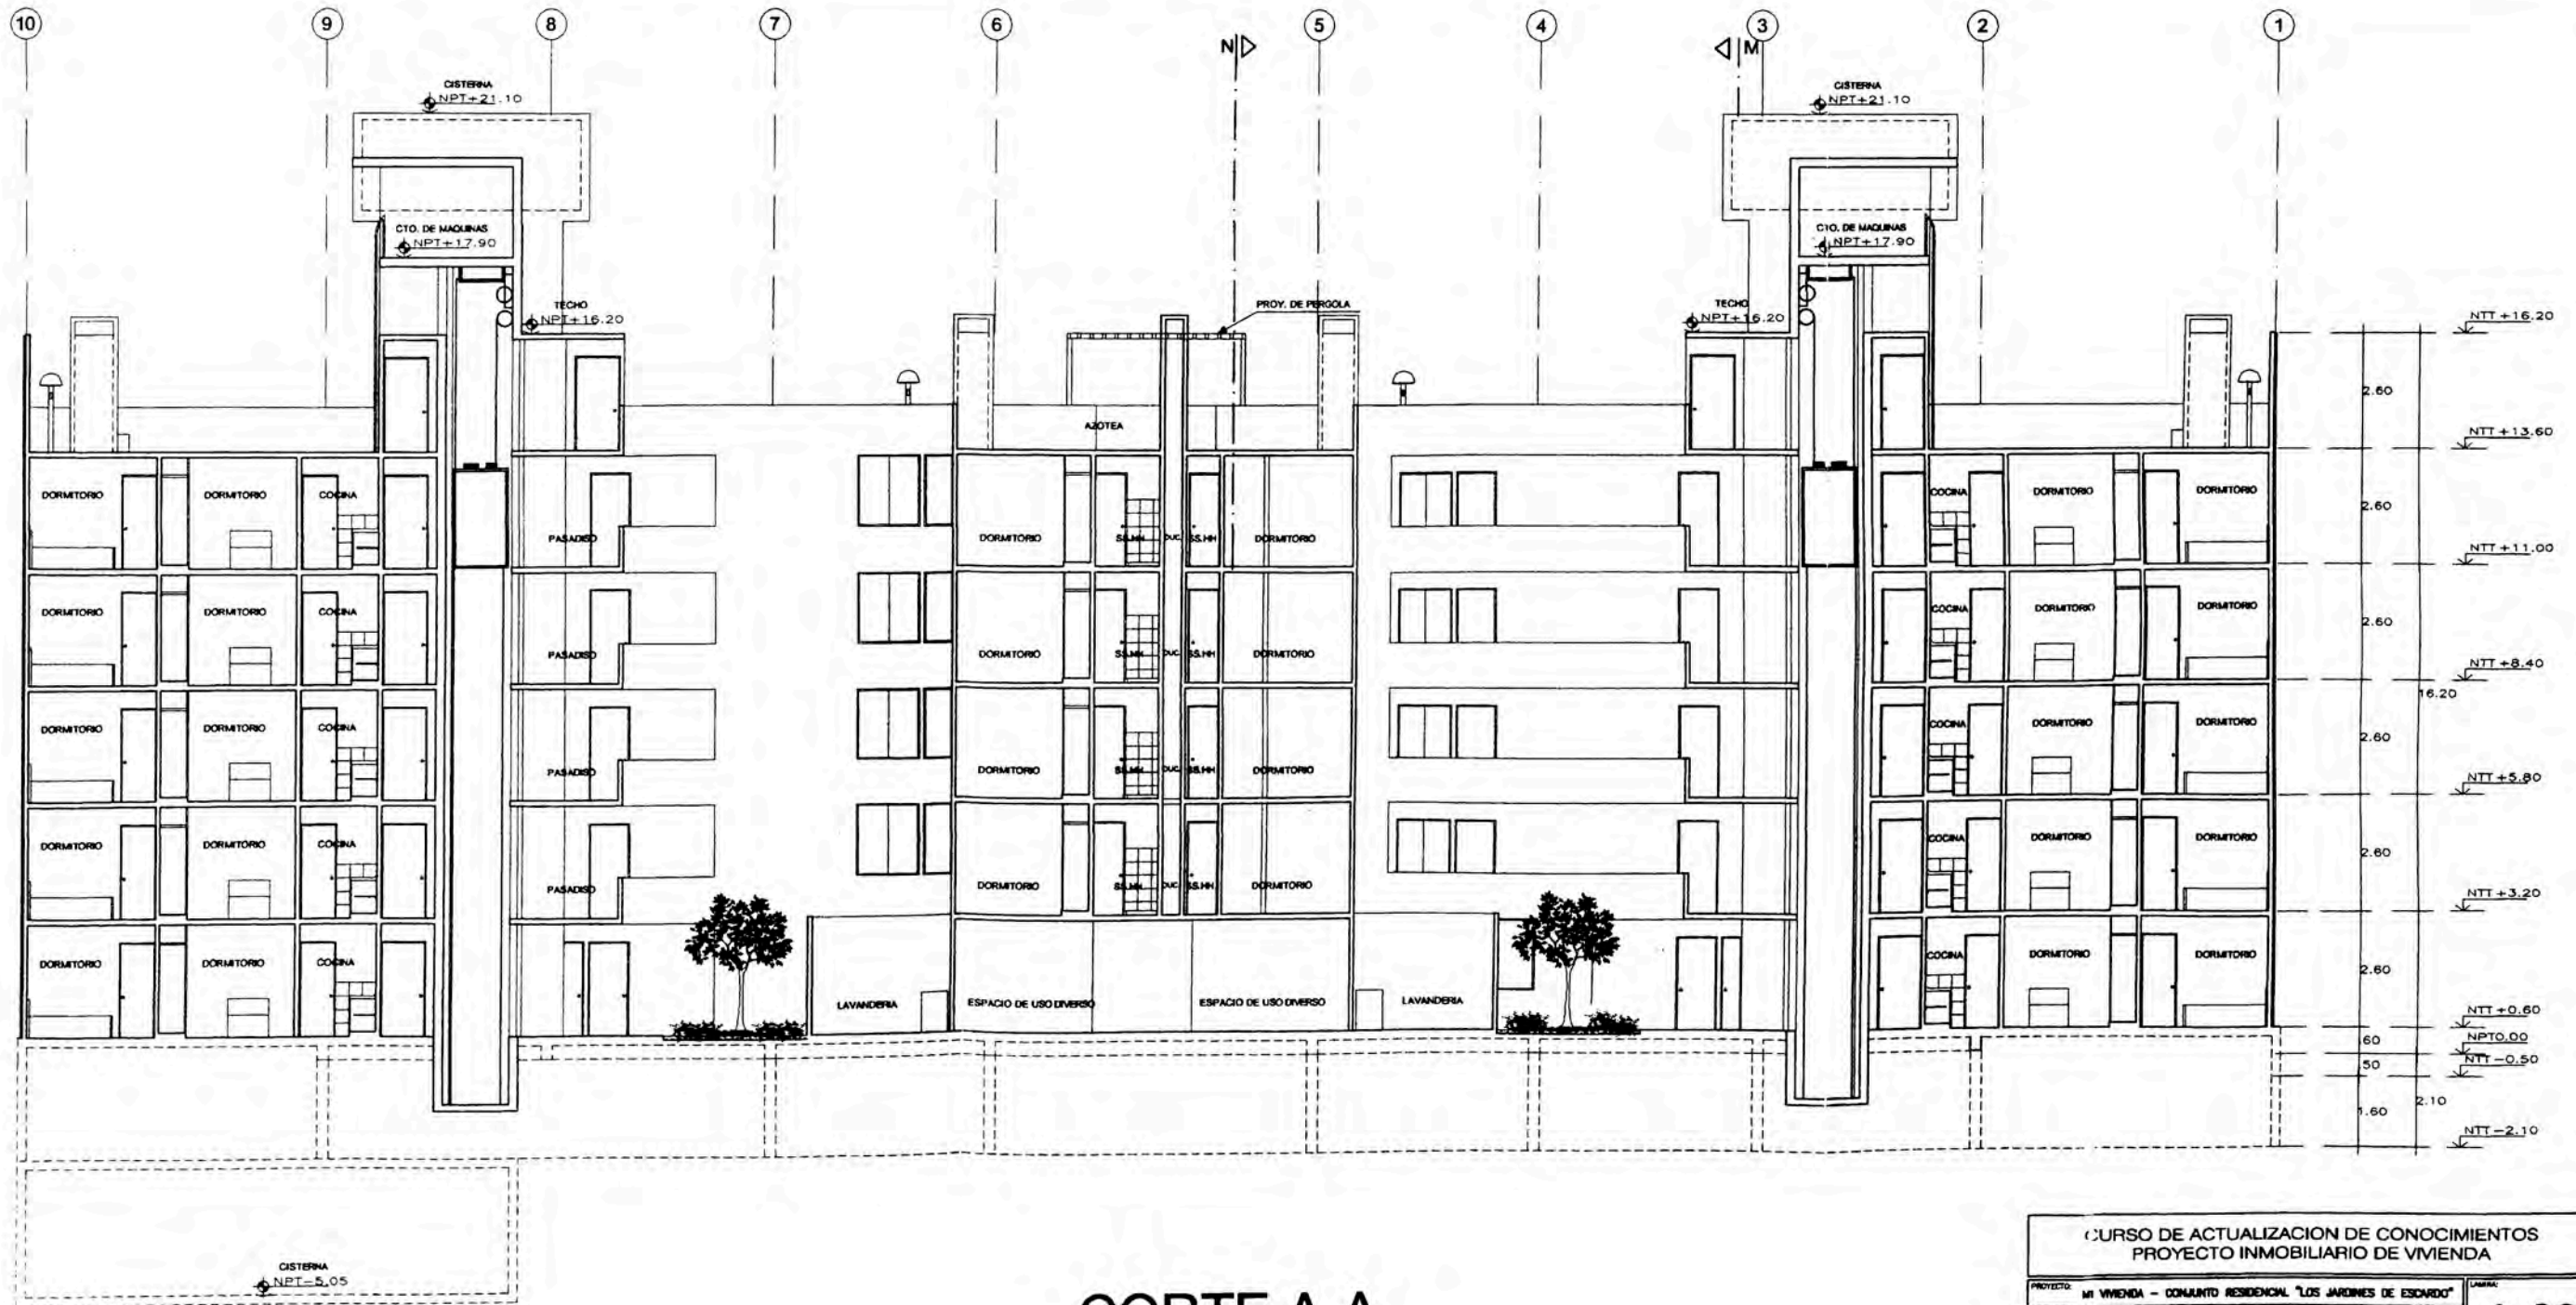 10 9 8 7 6 5 4 3 2 1
N M
CISTERNA
NPT+21.10
CISTERNA
NPT+21.10
CTO. DE MAQUINAS
NPT+17.90
CTO. DE MAQUINAS
NPT+17.90
TECHO
NPT+16.20
PROY. DE PERGOLA
TECHO
NPT+16.20
NTT +16.20
2.60
AZOTEA
NTT +13.60
DORMITORIO DORMITORIO COCINA PASADISO DORMITORIO SS.HH DUC. SS.HH DORMITORIO COCINA DORMITORIO DORMITORIO
2.60
NTT +11.00
DORMITORIO DORMITORIO COCINA PASADISO DORMITORIO SS.HH DUC. SS.HH DORMITORIO COCINA DORMITORIO DORMITORIO
2.60
NTT +8.40
16.20
DORMITORIO DORMITORIO COCINA PASADISO DORMITORIO SS.HH DUC. SS.HH DORMITORIO COCINA DORMITORIO DORMITORIO
2.60
NTT +5.80
DORMITORIO DORMITORIO COCINA PASADISO DORMITORIO SS.HH DUC. SS.HH DORMITORIO COCINA DORMITORIO DORMITORIO
2.60
NTT +3.20
DORMITORIO DORMITORIO COCINA LAVANDERIA ESPACIO DE USO DIVERSO ESPACIO DE USO DIVERSO LAVANDERIA COCINA DORMITORIO DORMITORIO
2.60
NTT +0.60
60
NPT0.00
50
NTT -0.50
1.60
2.10
NTT -2.10
CISTERNA
NPT-5.05
CURSO DE ACTUALIZACION DE CONOCIMIENTOS
PROYECTO INMOBILIARIO DE VIVIENDA
PROYECTO: MI VIVIENDA - CONJUNTO RESIDENCIAL "LOS JARDINES DE ESCARDO"
LAMINA:
CORTE A-A